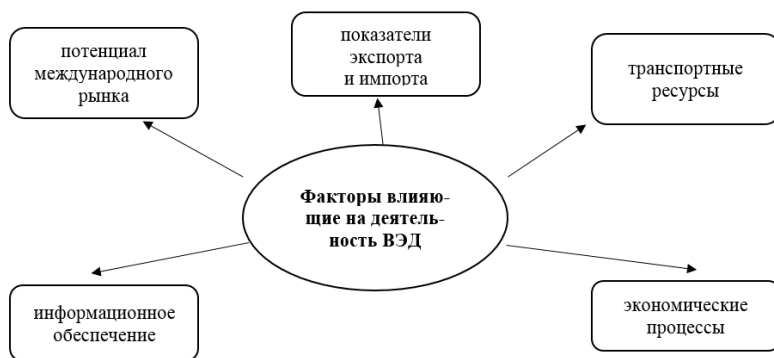 потенциал
международного
рынка
показатели
экспорта
и импорта
транспортные
ресурсы
Факторы влияю-
щие на деятель-
ность ВЭД
информационное
обеспечение
экономические
процессы